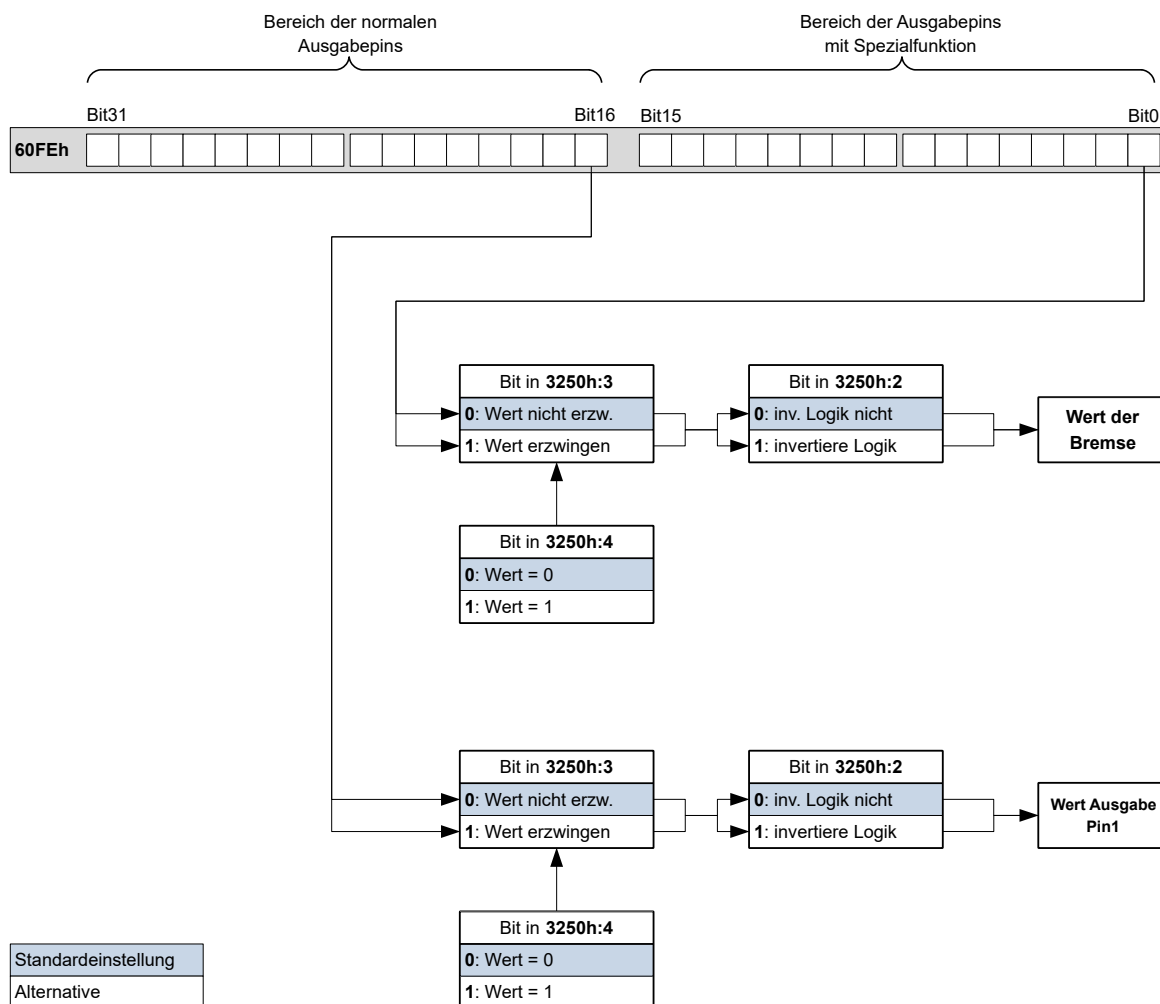 Bereich der normalen
Ausgabepins
Bereich der Ausgabepins
mit Spezialfunktion
Bit31
Bit16
Bit15
Bit0
60FEh
Bit in 3250h:3
0: Wert nicht erzw.
1: Wert erzwingen
Bit in 3250h:2
0: inv. Logik nicht
1: invertiere Logik
Wert der
Bremse
Bit in 3250h:4
0: Wert = 0
1: Wert = 1
Bit in 3250h:3
0: Wert nicht erzw.
1: Wert erzwingen
Bit in 3250h:2
0: inv. Logik nicht
1: invertiere Logik
Wert Ausgabe
Pin1
Bit in 3250h:4
0: Wert = 0
1: Wert = 1
Standardeinstellung
Alternative